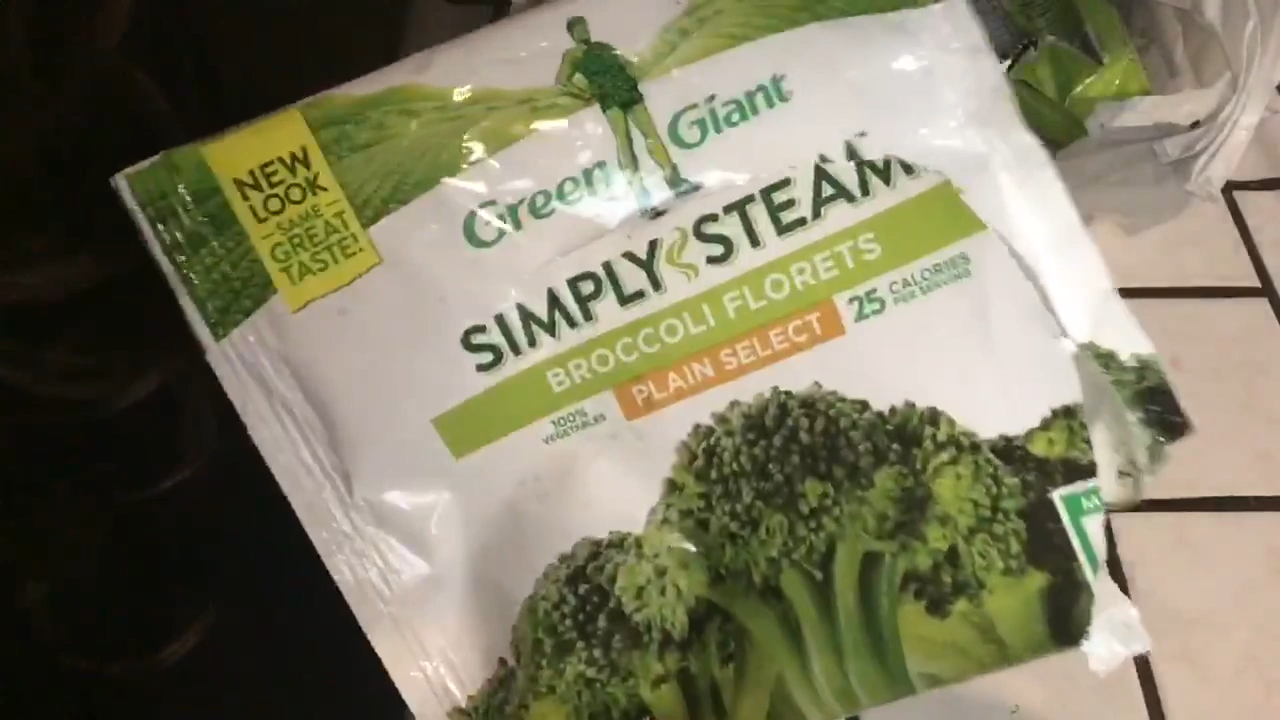 NEW
LOOK
SAME
GREAT
TASTE!
Green Giant
SIMPLY STEAM
BROCCOLI FLORETS
PLAIN SELECT
25 CALORIES
PER SERVING
100%
VEGETABLES